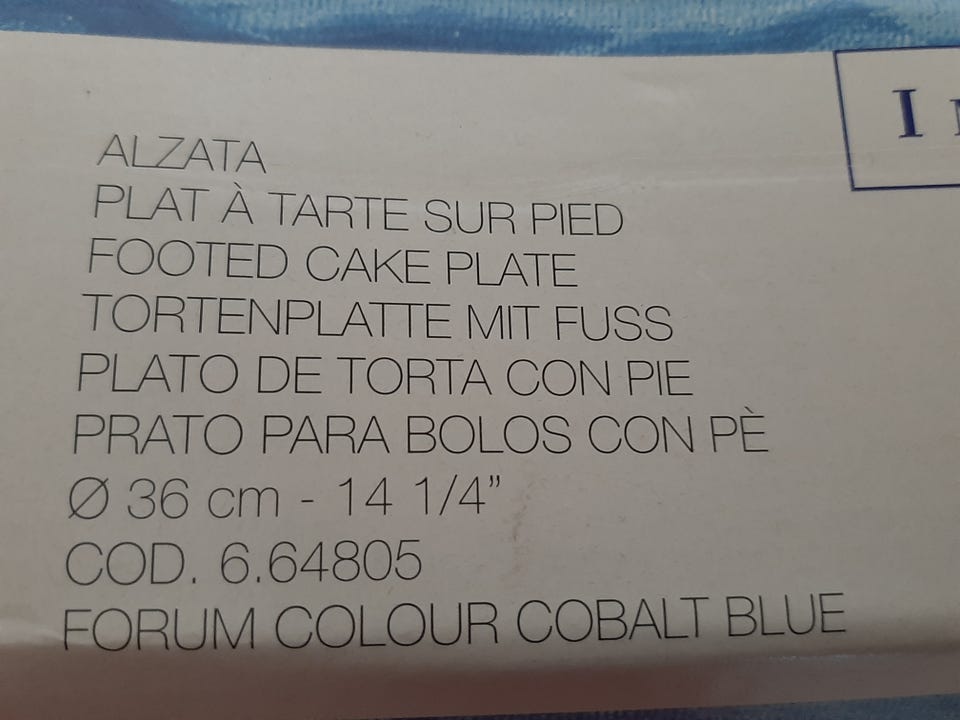 ALZATA
PLAT À TARTE SUR PIED
FOOTED CAKE PLATE
TORTENPLATTE MIT FUSS
PLATO DE TORTA CON PIE
PRATO PARA BOLOS CON PÈ
Ø 36 cm - 14 1/4”
COD. 6.64805
FORUM COLOUR COBALT BLUE